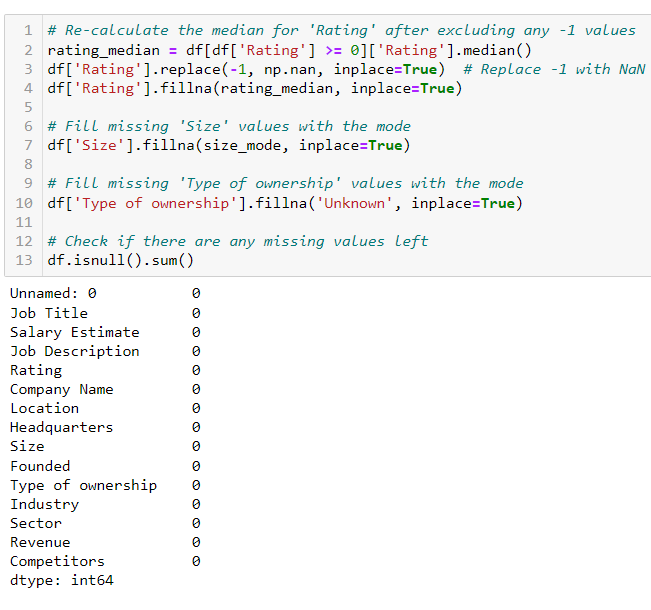 1 # Re-calculate the median for 'Rating' after excluding any -1 values
2 rating_median = df[df['Rating'] >= 0]['Rating'].median()
3 df['Rating'].replace(-1, np.nan, inplace=True)  # Replace -1 with NaN
4 df['Rating'].fillna(rating_median, inplace=True)
5
6 # Fill missing 'Size' values with the mode
7 df['Size'].fillna(size_mode, inplace=True)
8
9 # Fill missing 'Type of ownership' values with the mode
10 df['Type of ownership'].fillna('Unknown', inplace=True)
11
12 # Check if there are any missing values left
13 df.isnull().sum()
Unnamed: 0           0
Job Title            0
Salary Estimate      0
Job Description      0
Rating               0
Company Name         0
Location             0
Headquarters         0
Size                 0
Founded              0
Type of ownership    0
Industry             0
Sector               0
Revenue              0
Competitors          0
dtype: int64